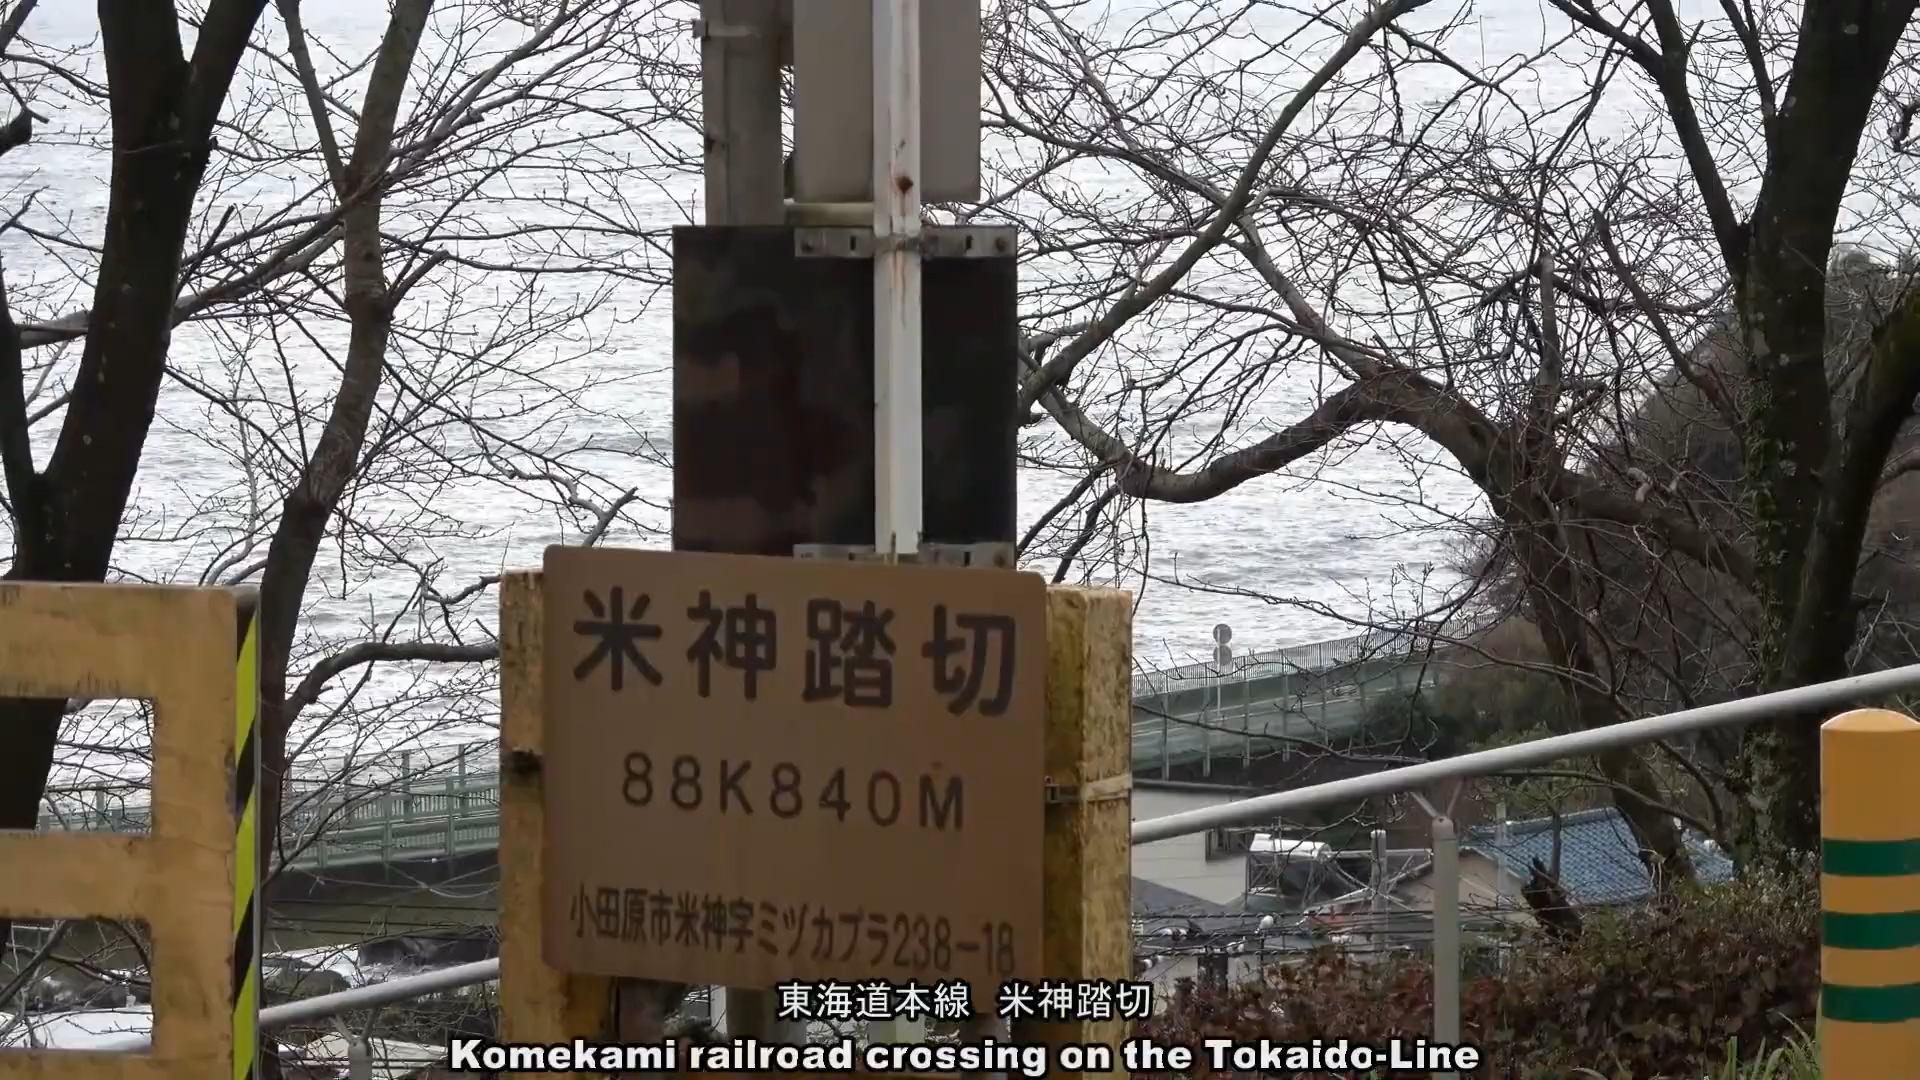 米神踏切
88K840M
小田原市米神字ミヅカブラ238-18
東海道本線 米神踏切
Komekami railroad crossing on the Tokaido-Line